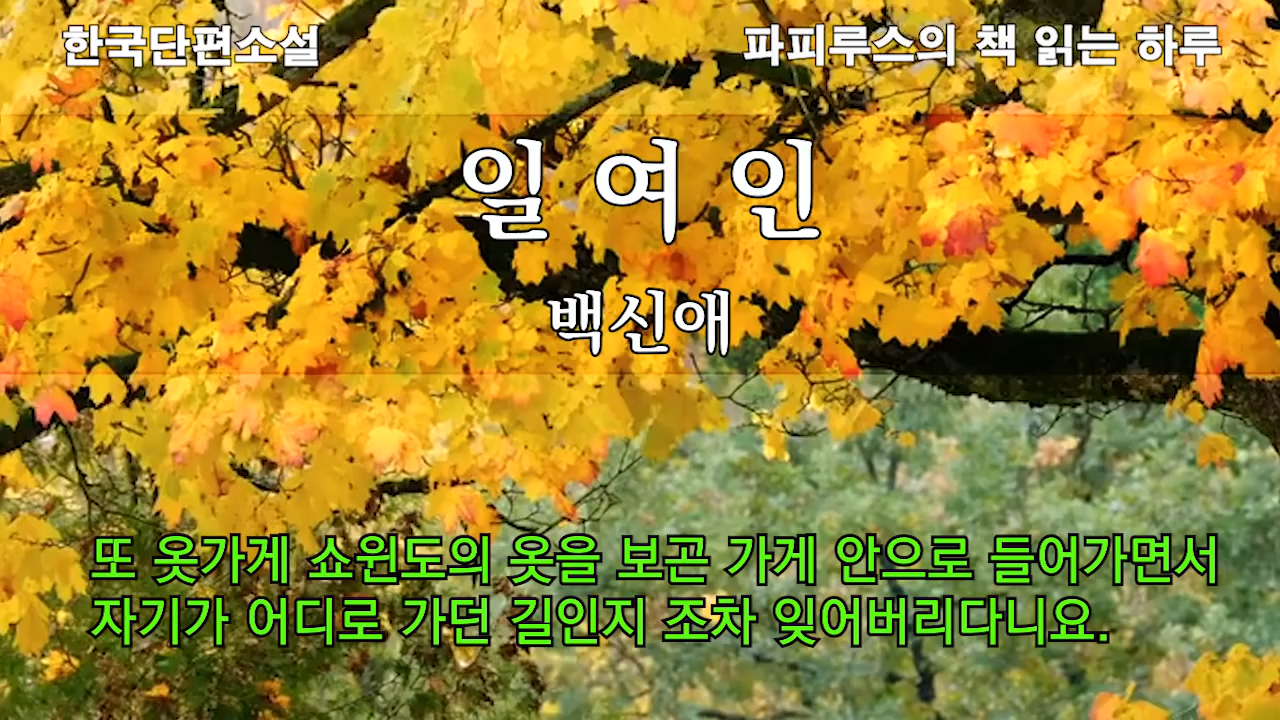 한국단편소설
파피루스의 책 읽는 하루
일 여 인
백신애
또 옷가게 쇼윈도의 옷을 보곤 가게 안으로 들어가면서
자기가 어디로 가던 길인지 조차 잊어버리다니요.